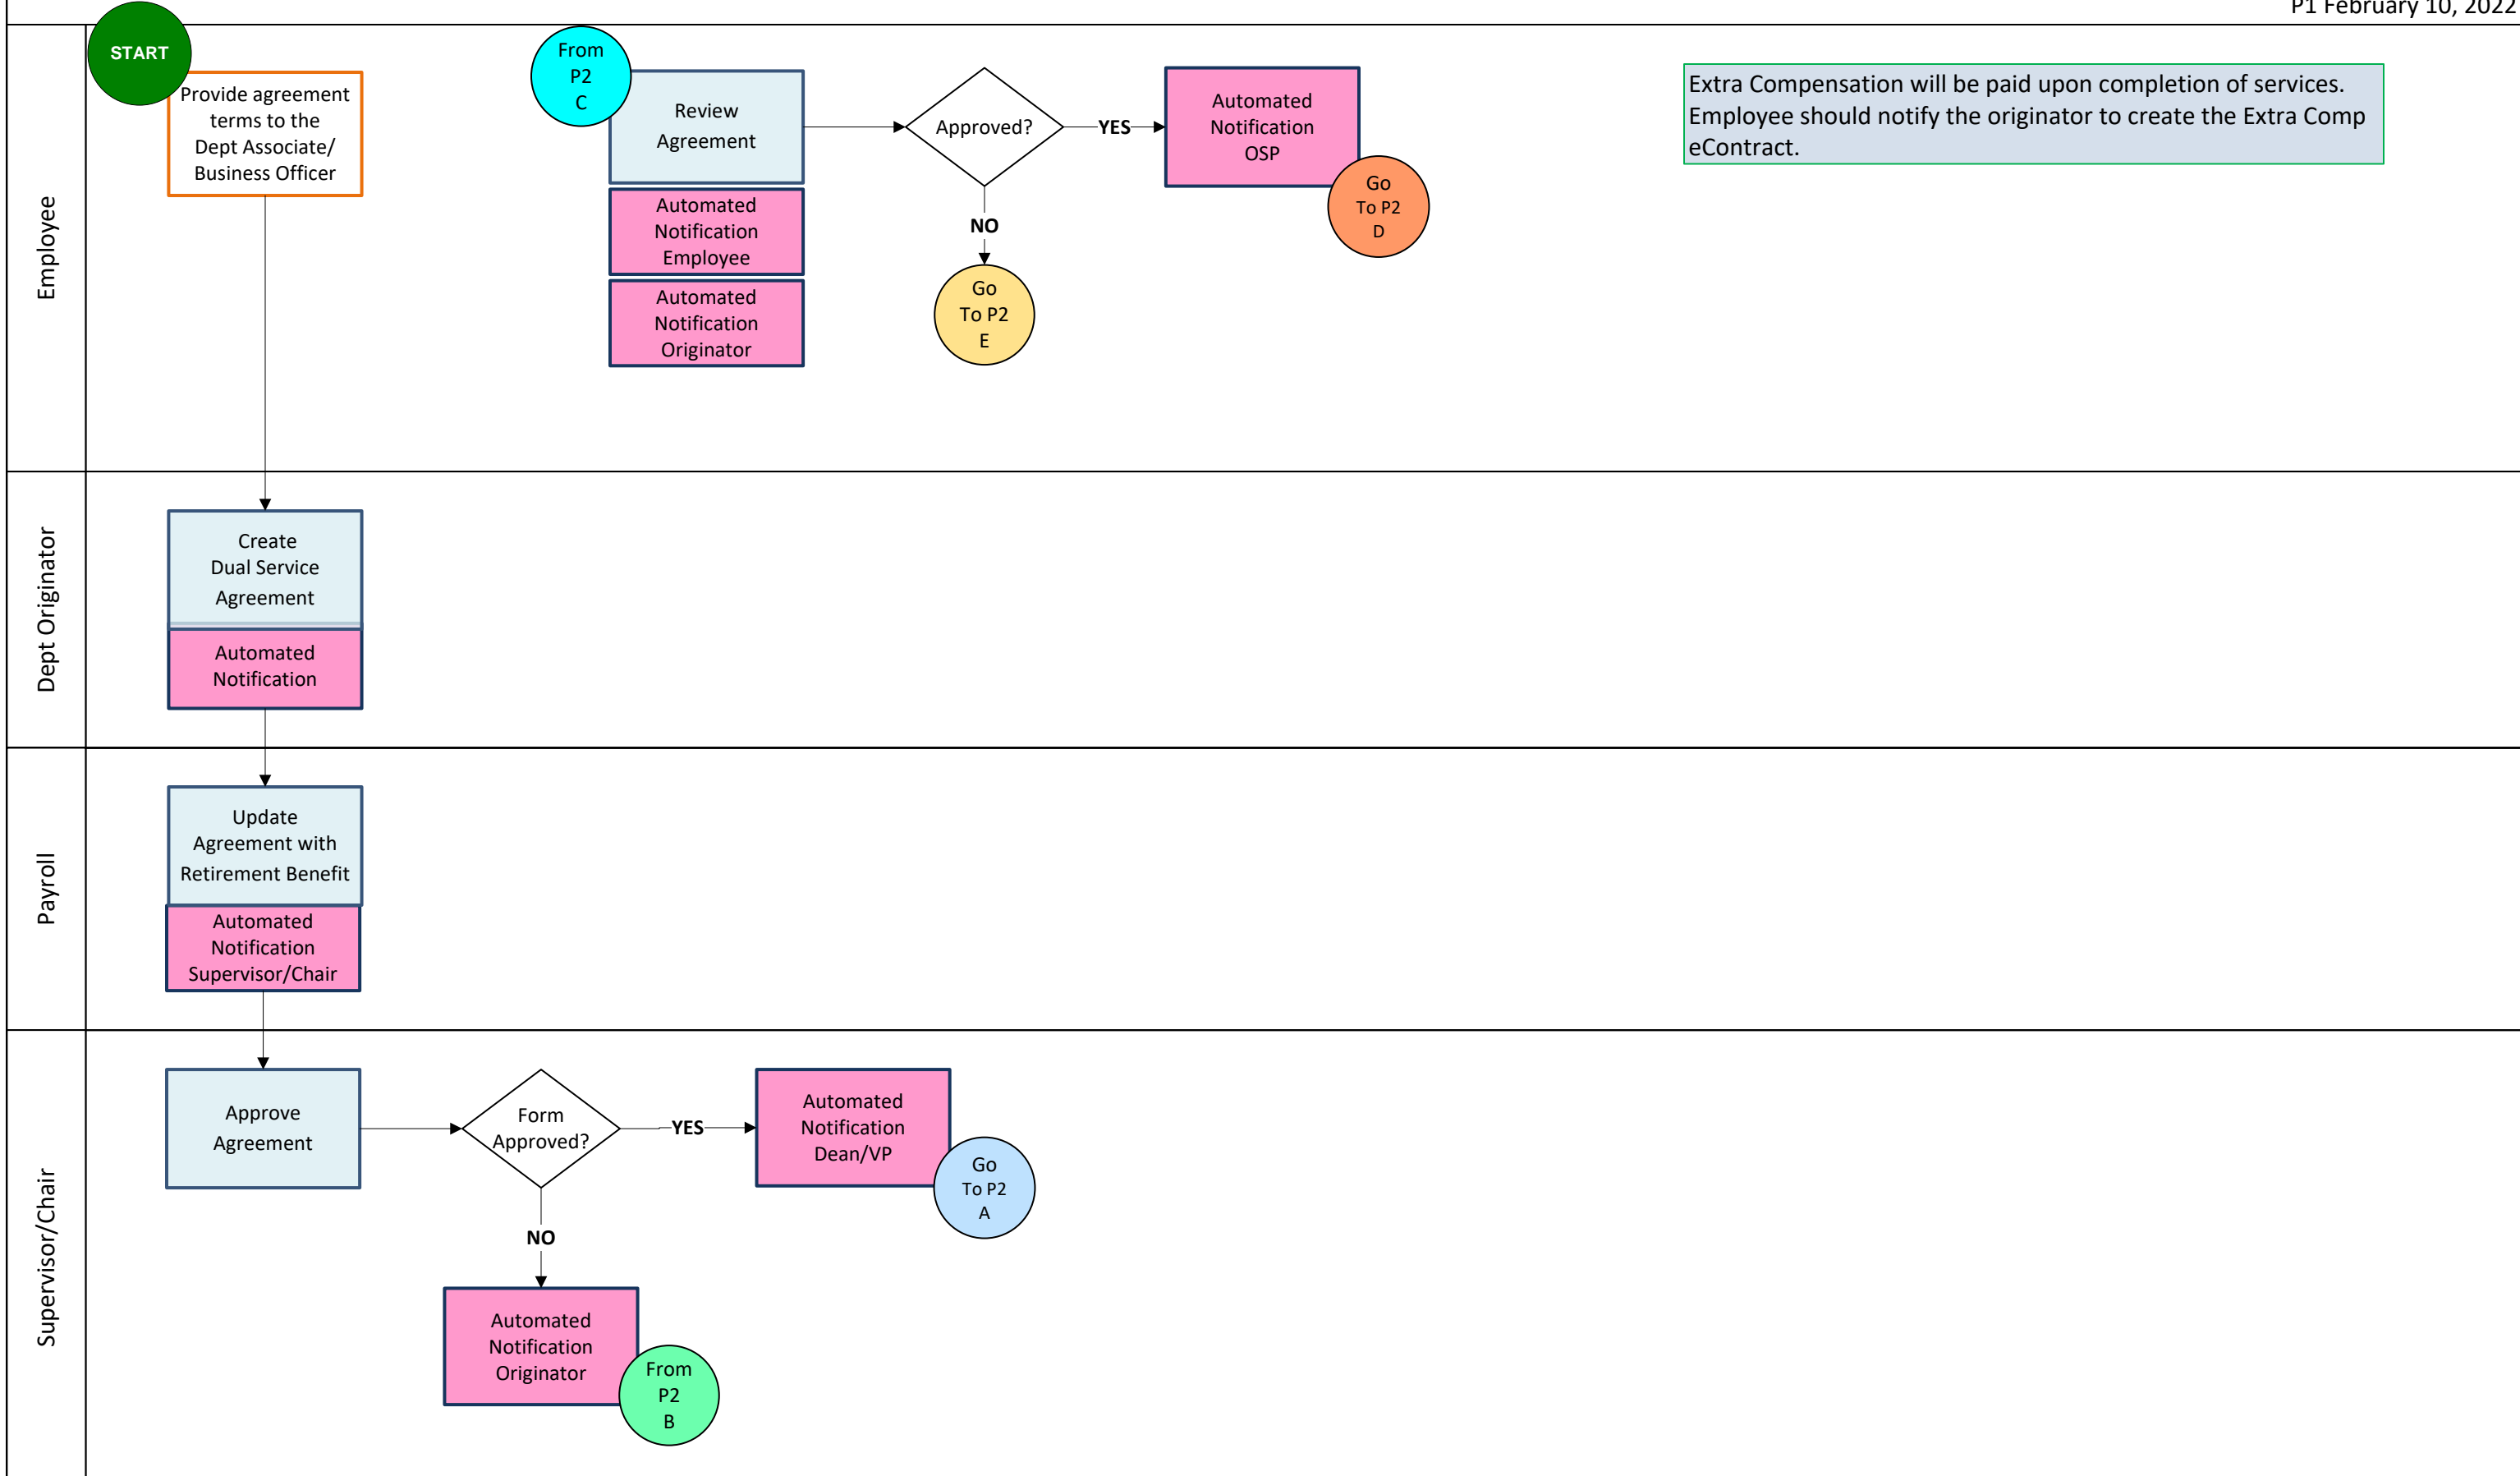 P1 February 10, 2022
Employee
START
Provide agreement
terms to the
Dept Associate/
Business Officer
From
P2
C
Review
Agreement
Automated
Notification
Employee
Automated
Notification
Originator
Approved?
YES
NO
Go
To P2
E
Automated
Notification
OSP
Go
To P2
D
Extra Compensation will be paid upon completion of services.
Employee should notify the originator to create the Extra Comp
eContract.
Dept Originator
Create
Dual Service
Agreement
Automated
Notification
Payroll
Update
Agreement with
Retirement Benefit
Automated
Notification
Supervisor/Chair
Supervisor/Chair
Approve
Agreement
Form
Approved?
YES
Automated
Notification
Dean/VP
Go
To P2
A
NO
Automated
Notification
Originator
From
P2
B